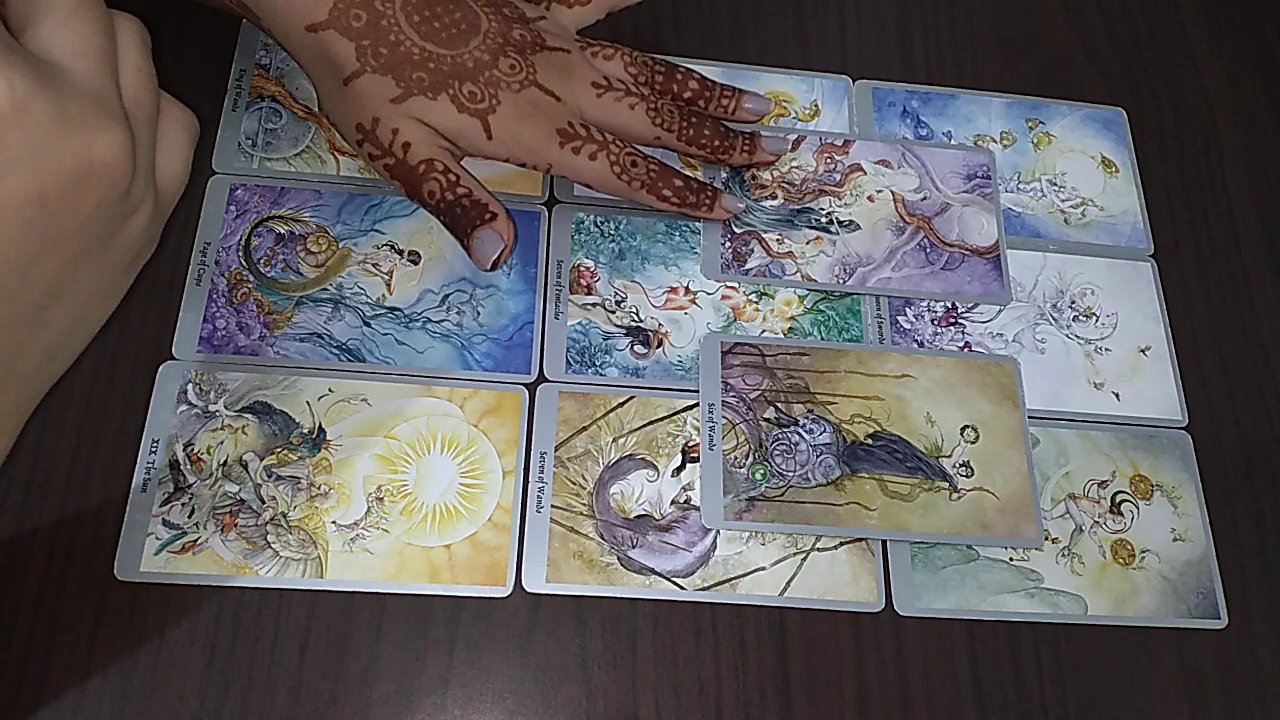 King of Wands
Page of Cups
Seven of Pentacles
XIX The Sun
Seven of Wands
Six of Wands